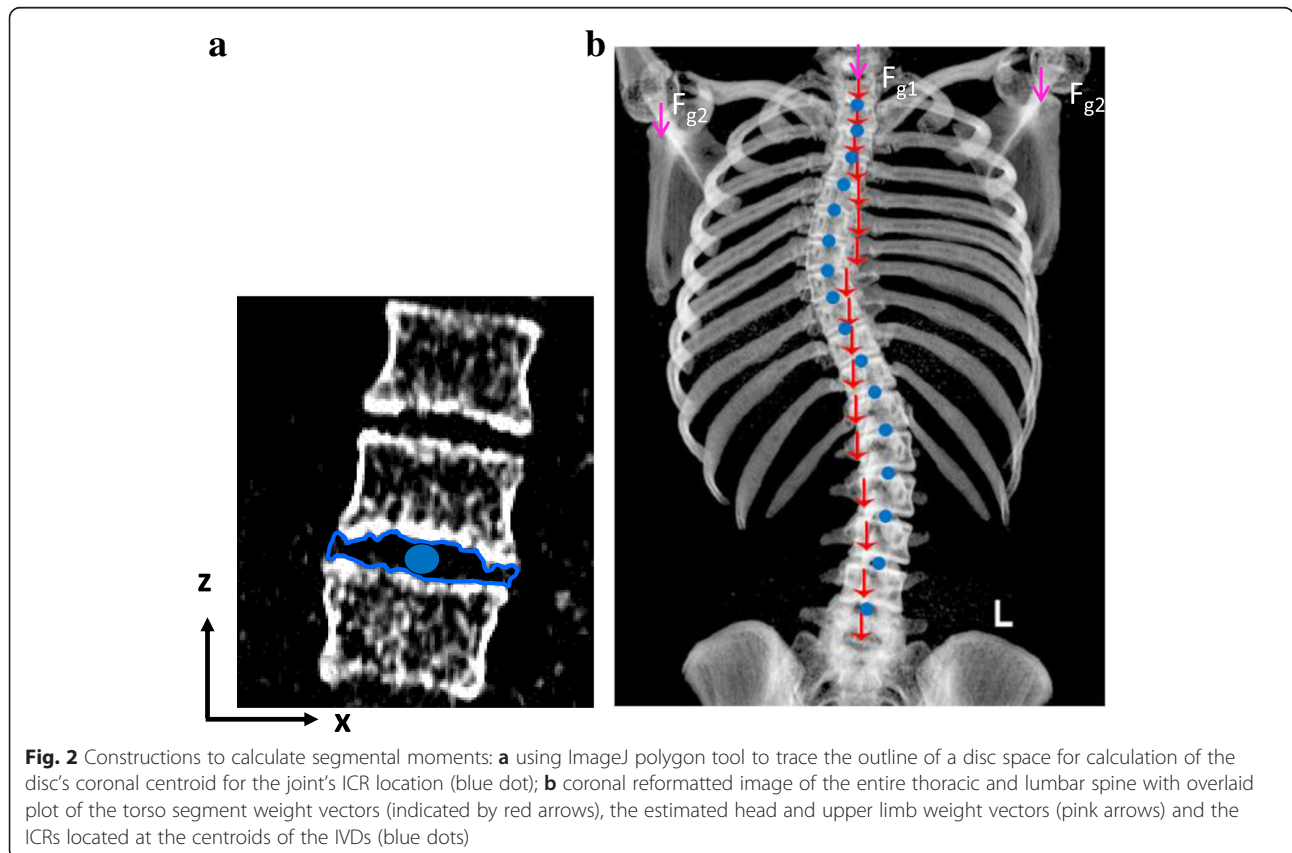 a
b
F_g1
F_g2
F_g2
z
x
L
Fig. 2 Constructions to calculate segmental moments: a using ImageJ polygon tool to trace the outline of a disc space for calculation of the
disc's coronal centroid for the joint's ICR location (blue dot); b coronal reformatted image of the entire thoracic and lumbar spine with overlaid
plot of the torso segment weight vectors (indicated by red arrows), the estimated head and upper limb weight vectors (pink arrows) and the
ICRs located at the centroids of the IVDs (blue dots)